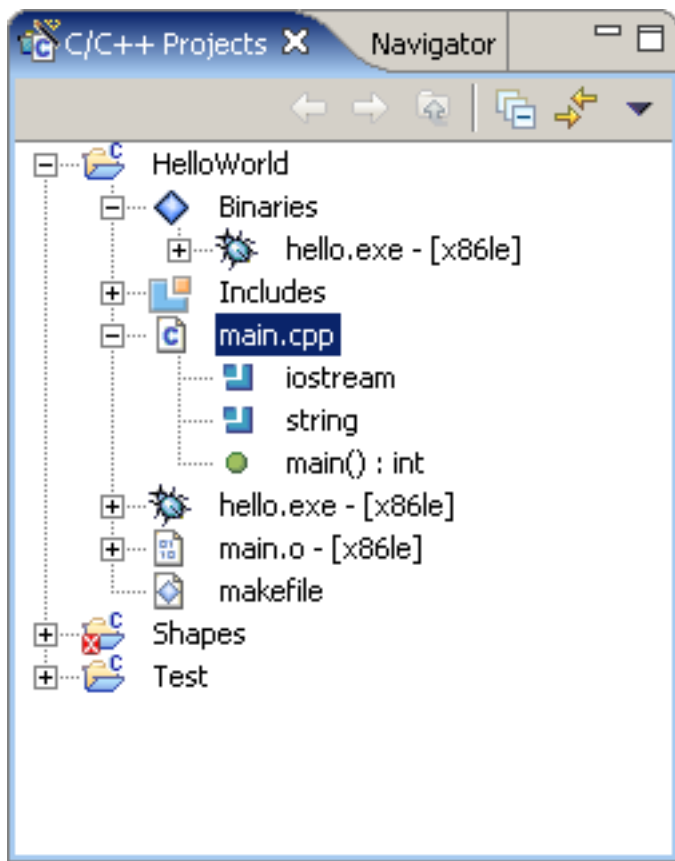 C/C++ Projects Navigator
HelloWorld
Binaries
hello.exe - [x86le]
Includes
main.cpp
iostream
string
main() : int
hello.exe - [x86le]
main.o - [x86le]
makefile
Shapes
Test